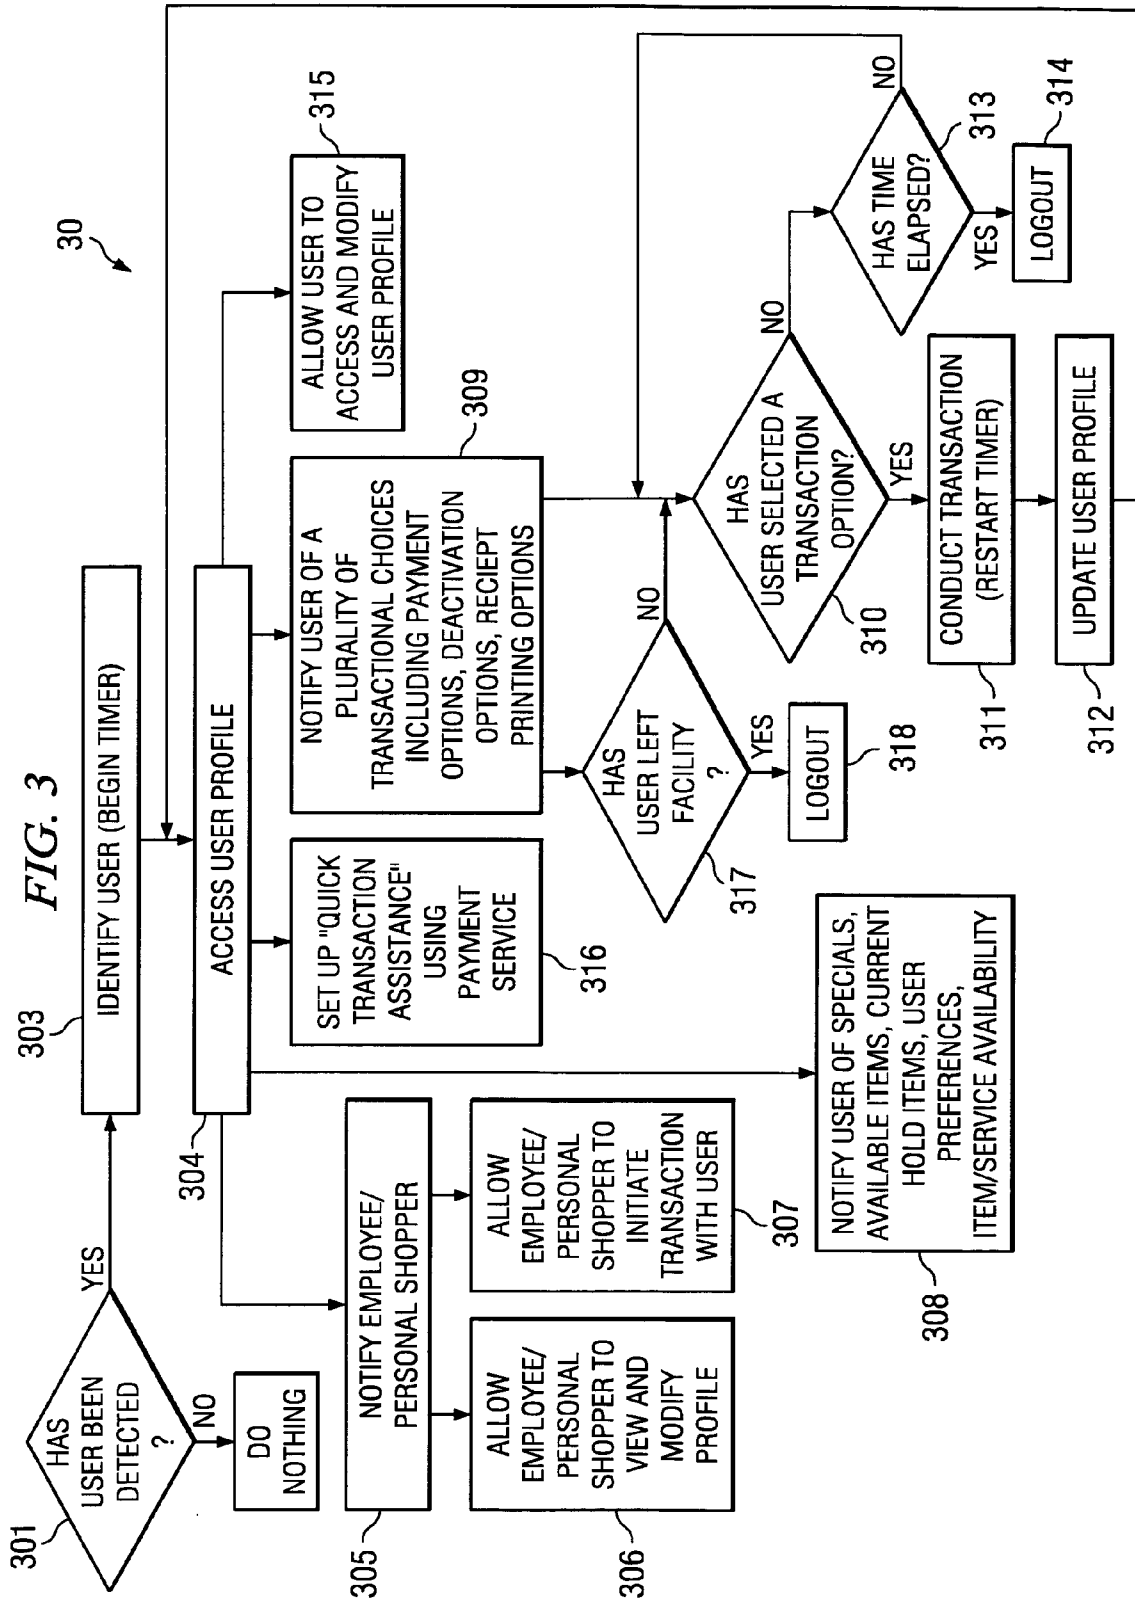 FIG. 3
30
301
HAS
USER BEEN
DETECTED
?
YES
NO
DO
NOTHING
303
IDENTIFY USER (BEGIN TIMER)
304
ACCESS USER PROFILE
305
NOTIFY EMPLOYEE/
PERSONAL SHOPPER
306
ALLOW
EMPLOYEE/
PERSONAL
SHOPPER TO
VIEW AND
MODIFY
PROFILE
307
ALLOW
EMPLOYEE/
PERSONAL
SHOPPER TO
INITIATE
TRANSACTION
WITH USER
308
NOTIFY USER OF SPECIALS,
AVAILABLE ITEMS, CURRENT
HOLD ITEMS, USER
PREFERENCES,
ITEM/SERVICE AVAILABILITY
316
SET UP "QUICK
TRANSACTION
ASSISTANCE"
USING
PAYMENT
SERVICE
309
NOTIFY USER OF A
PLURALITY OF
TRANSACTIONAL CHOICES
INCLUDING PAYMENT
OPTIONS, DEACTIVATION
OPTIONS, RECIEPT
PRINTING OPTIONS
315
ALLOW USER TO
ACCESS AND MODIFY
USER PROFILE
317
HAS
USER LEFT
FACILITY
?
NO
YES
LOGOUT
318
310
HAS
USER SELECTED A
TRANSACTION
OPTION?
NO
YES
313
HAS TIME
ELAPSED?
NO
YES
LOGOUT
314
311
CONDUCT TRANSACTION
(RESTART TIMER)
312
UPDATE USER PROFILE